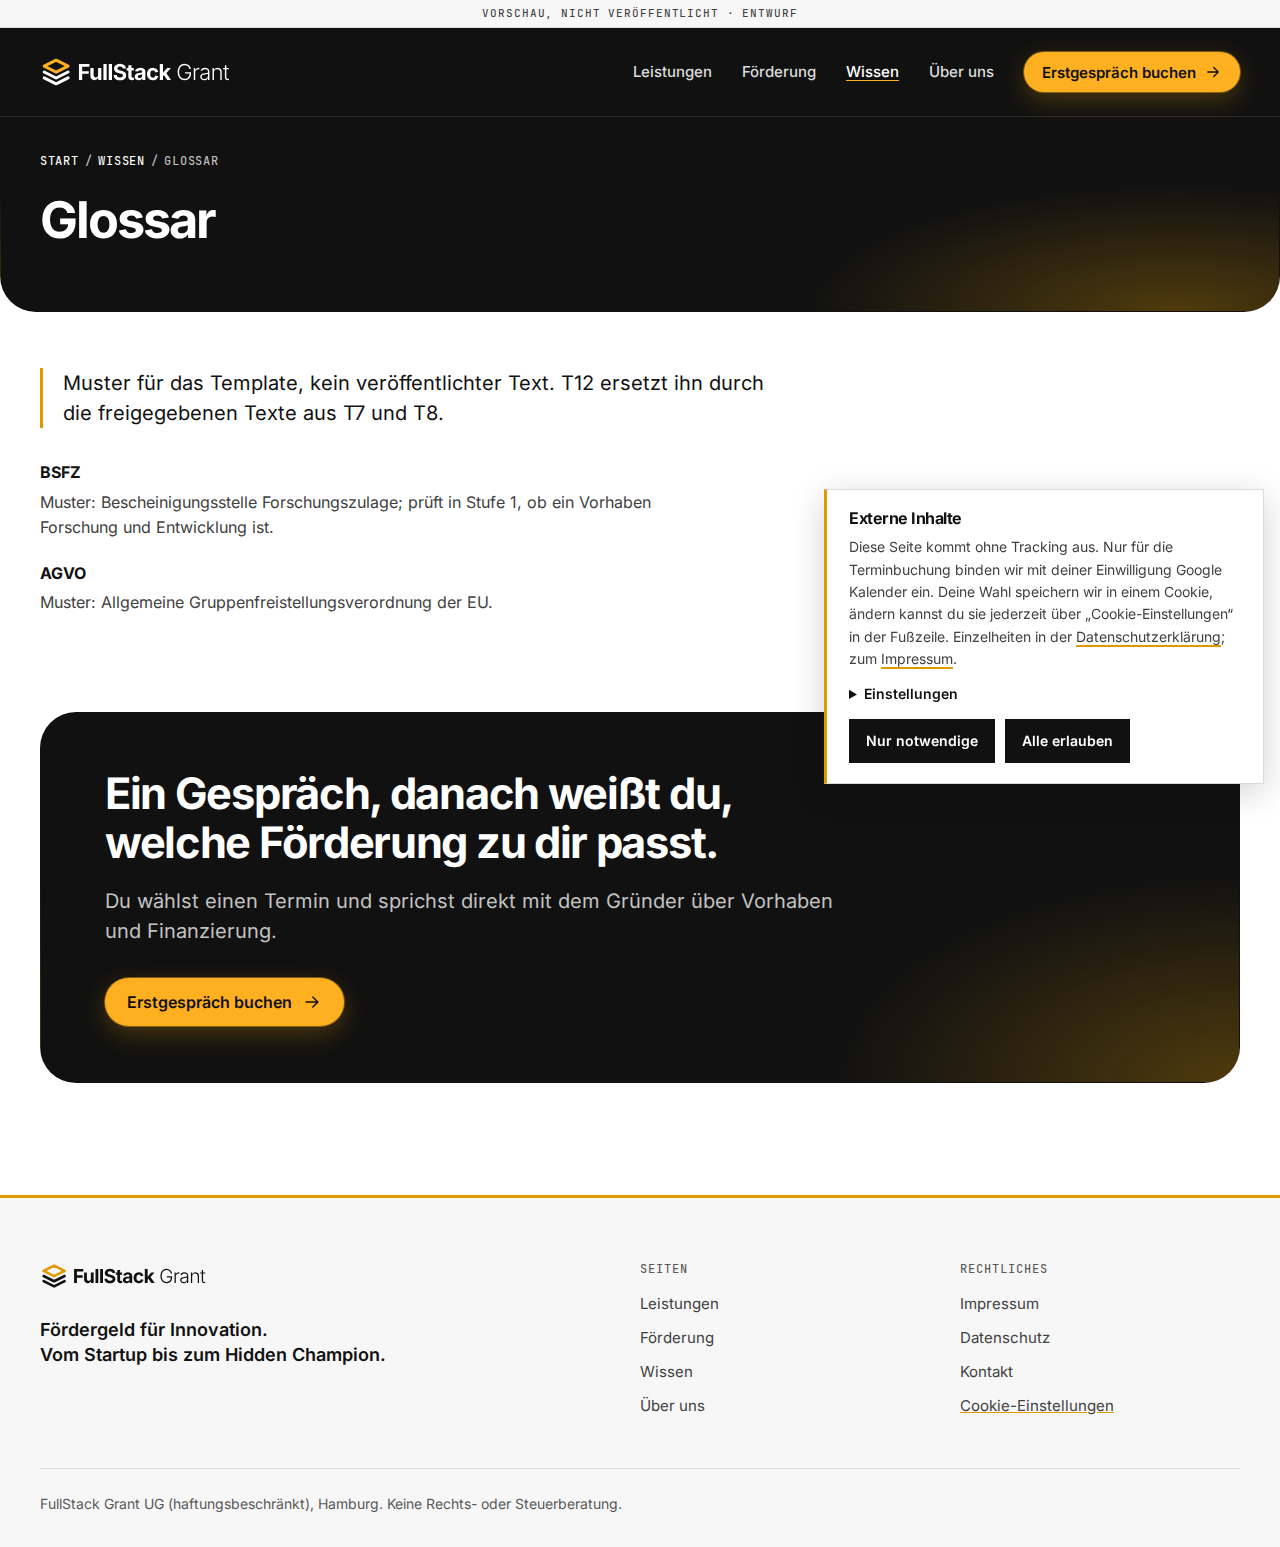 VORSCHAU, NICHT VERÖFFENTLICHT · ENTWURF
FullStack Grant
Leistungen
Förderung
Wissen
Über uns
Erstgespräch buchen →
START / WISSEN / GLOSSAR
Glossar
Muster für das Template, kein veröffentlichter Text. T12 ersetzt ihn durch
die freigegebenen Texte aus T7 und T8.
BSFZ
Muster: Bescheinigungsstelle Forschungszulage; prüft in Stufe 1, ob ein Vorhaben
Forschung und Entwicklung ist.
AGVO
Muster: Allgemeine Gruppenfreistellungsverordnung der EU.
Externe Inhalte
Diese Seite kommt ohne Tracking aus. Nur für die
Terminbuchung binden wir mit deiner Einwilligung Google
Kalender ein. Deine Wahl speichern wir in einem Cookie,
ändern kannst du sie jederzeit über „Cookie-Einstellungen“
in der Fußzeile. Einzelheiten in der Datenschutzerklärung;
zum Impressum.
Einstellungen
Nur notwendige
Alle erlauben
Ein Gespräch, danach weißt du,
welche Förderung zu dir passt.
Du wählst einen Termin und sprichst direkt mit dem Gründer über Vorhaben
und Finanzierung.
Erstgespräch buchen →
FullStack Grant
Fördergeld für Innovation.
Vom Startup bis zum Hidden Champion.
SEITEN
Leistungen
Förderung
Wissen
Über uns
RECHTLICHES
Impressum
Datenschutz
Kontakt
Cookie-Einstellungen
FullStack Grant UG (haftungsbeschränkt), Hamburg. Keine Rechts- oder Steuerberatung.